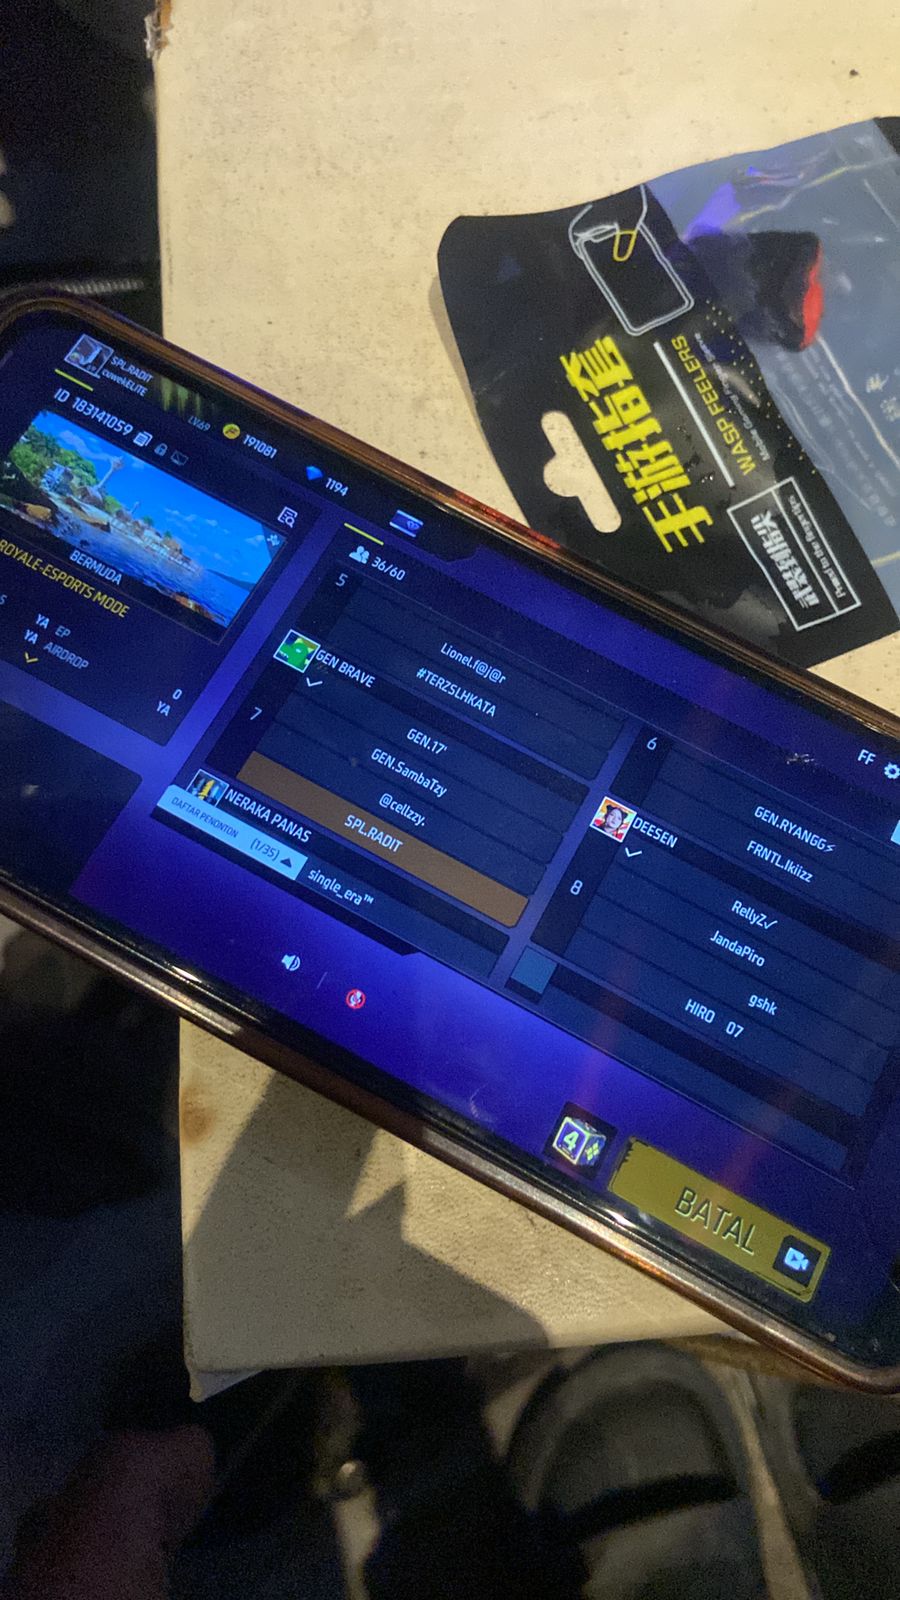 SPL.RADIT
cowekELITE
LV.69
191081
1194
ID 183141059
BERMUDA
ROYALE-ESPORTS MODE
YA EP
YA AIRDROP
0
YA
36/60
FF
5
Lionel.f@j@r
#TERZSLHKATA
6
GEN.RYANGG⚡
FRNTL.Ikiizz
GEN BRAVE
7
GEN.17'
GEN.SambaTzy
@cellzzy.
SPL.RADIT
DEESEN
8
RellyZ✓
JandaPiro
gshk
HIRO 07
NERAKA PANAS
DAFTAR PENONTON (1/35)
single_era™
4
BATAL
手游指套
WASP FEELERS